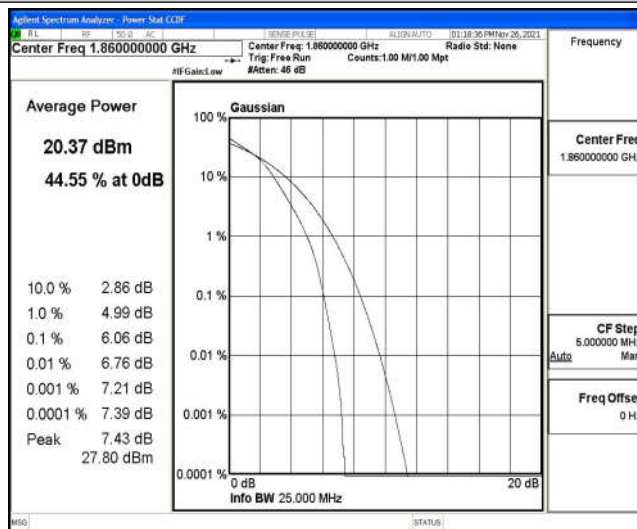 Agilent Spectrum Analyzer - Power Stat CCDF
RL RF 50 Ω AC SENSE:PULSE ALIGN AUTO 01:18:36 PM Nov 26, 2021
Center Freq 1.860000000 GHz
Center Freq: 1.860000000 GHz Radio Std: None
Trig: Free Run Counts:1.00 M/1.00 Mpt
#IFGain:Low #Atten: 46 dB
Frequency
Average Power
20.37 dBm
44.55 % at 0dB
10.0 % 2.86 dB
1.0 % 4.99 dB
0.1 % 6.06 dB
0.01 % 6.76 dB
0.001 % 7.21 dB
0.0001 % 7.39 dB
Peak 7.43 dB
27.80 dBm
Gaussian
100 %
10 %
1 %
0.1 %
0.01 %
0.001 %
0.0001 %
0 dB 20 dB
Info BW 25.000 MHz
Center Freq
1.860000000 GHz
CF Step
5.000000 MHz
Auto Man
Freq Offset
0 Hz
MSG STATUS